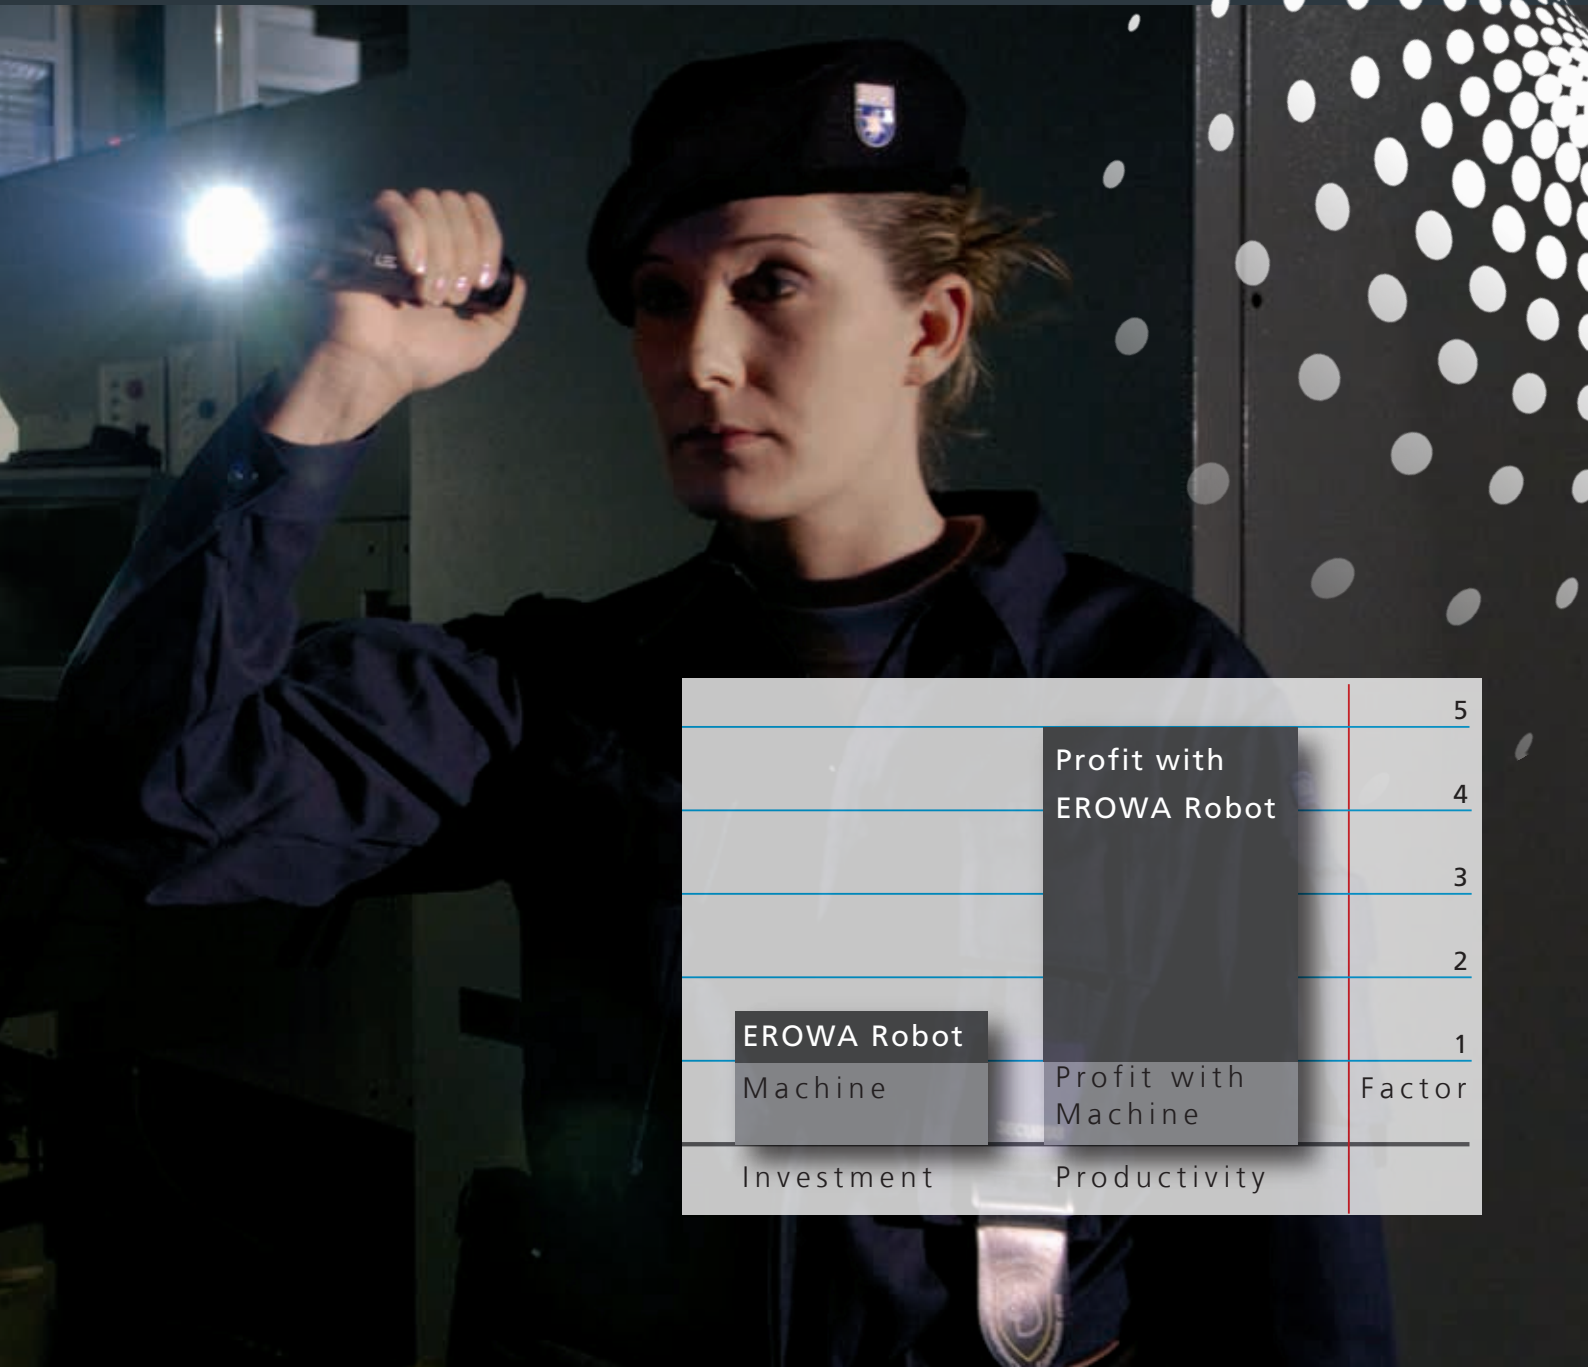 5
Profit with
4
EROWA Robot
3
2
EROWA Robot
1
Machine
Profit with
Machine
Factor
Investment
Productivity